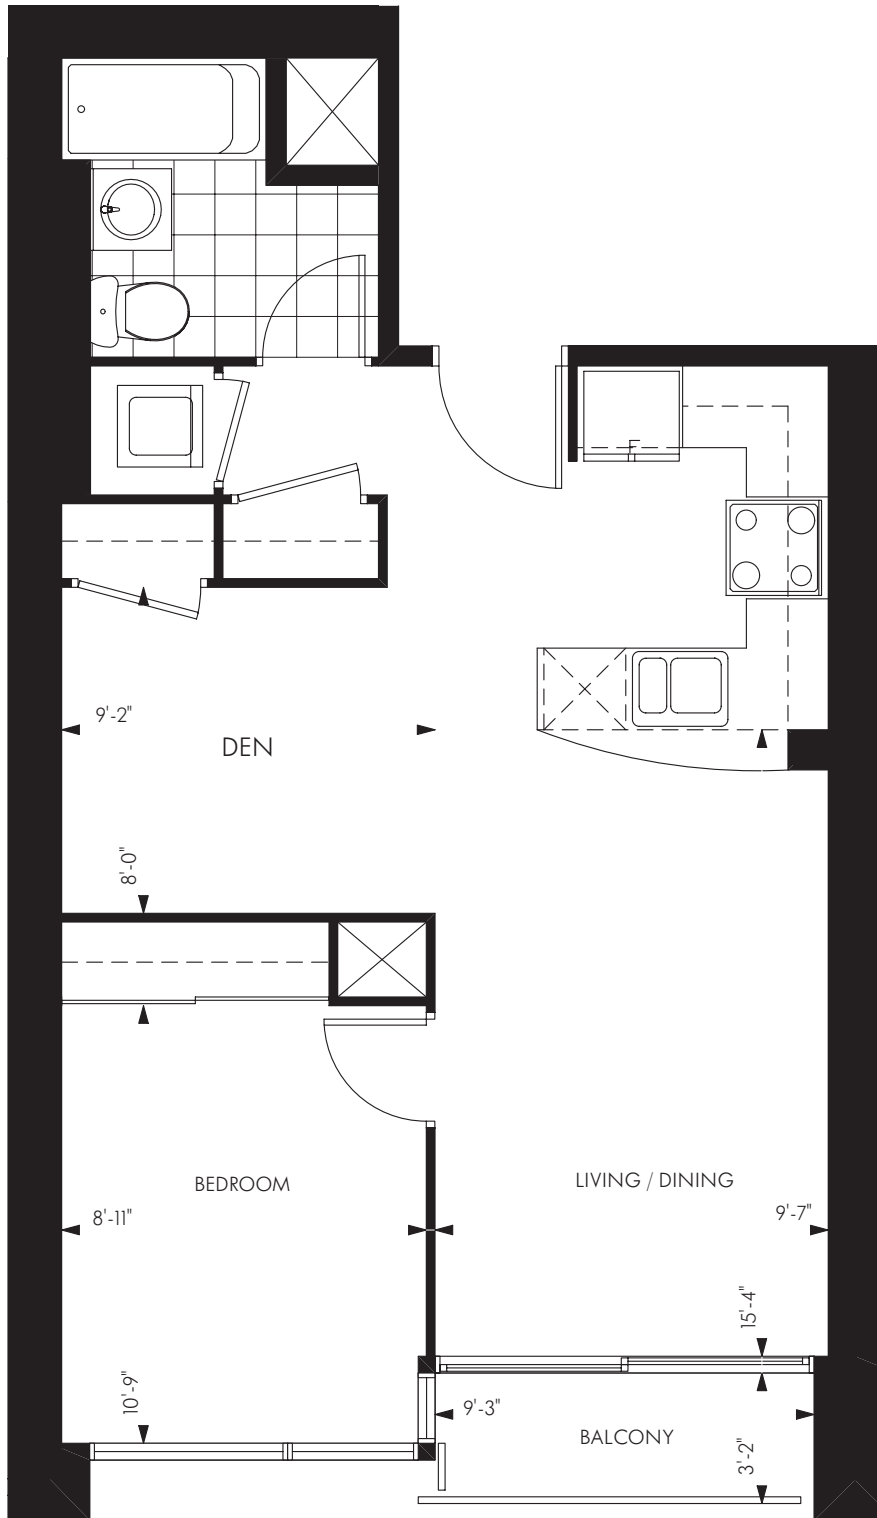 9'-2"
DEN
8'-0"
BEDROOM
8'-11"
LIVING / DINING
9'-7"
15'-4"
10'-9"
9'-3"
BALCONY
3'-2"